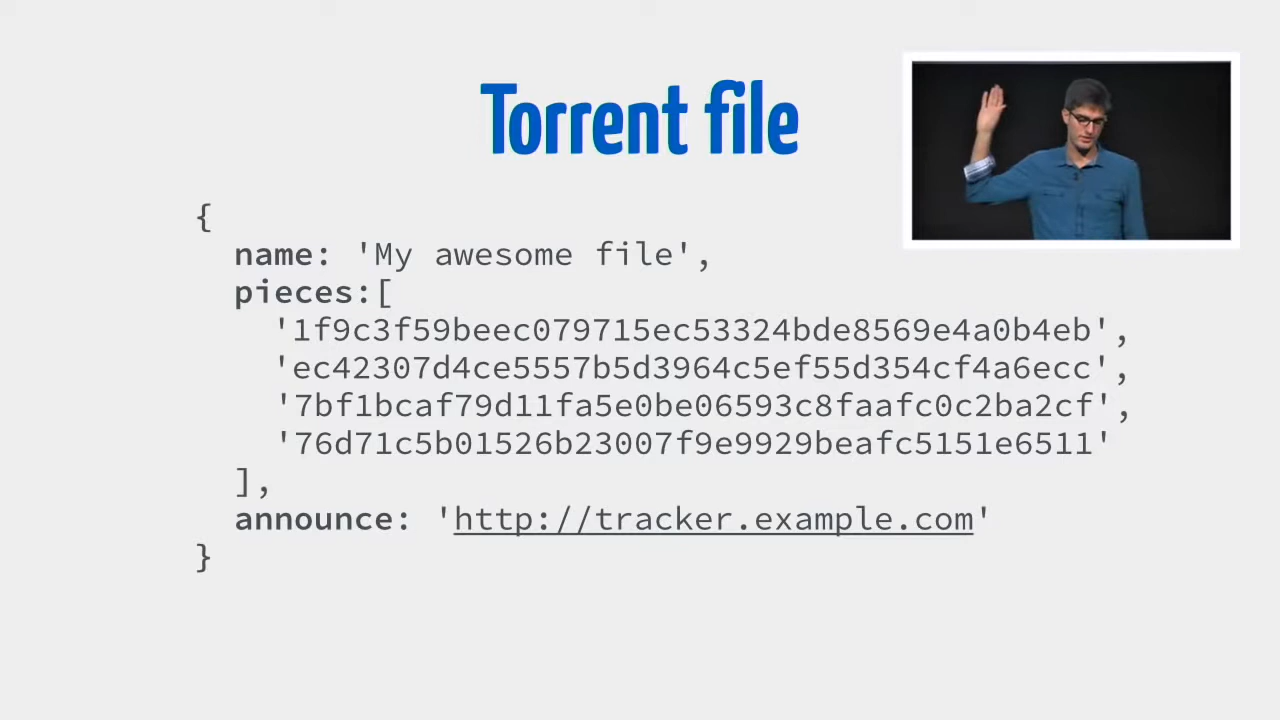 Torrent file
{
name: 'My awesome file',
pieces:[
'1f9c3f59beec079715ec53324bde8569e4a0b4eb',
'ec42307d4ce5557b5d3964c5ef55d354cf4a6ecc',
'7bf1bcaf79d11fa5e0be06593c8faafc0c2ba2cf',
'76d71c5b01526b23007f9e9929beafc5151e6511'
],
announce: 'http://tracker.example.com'
}